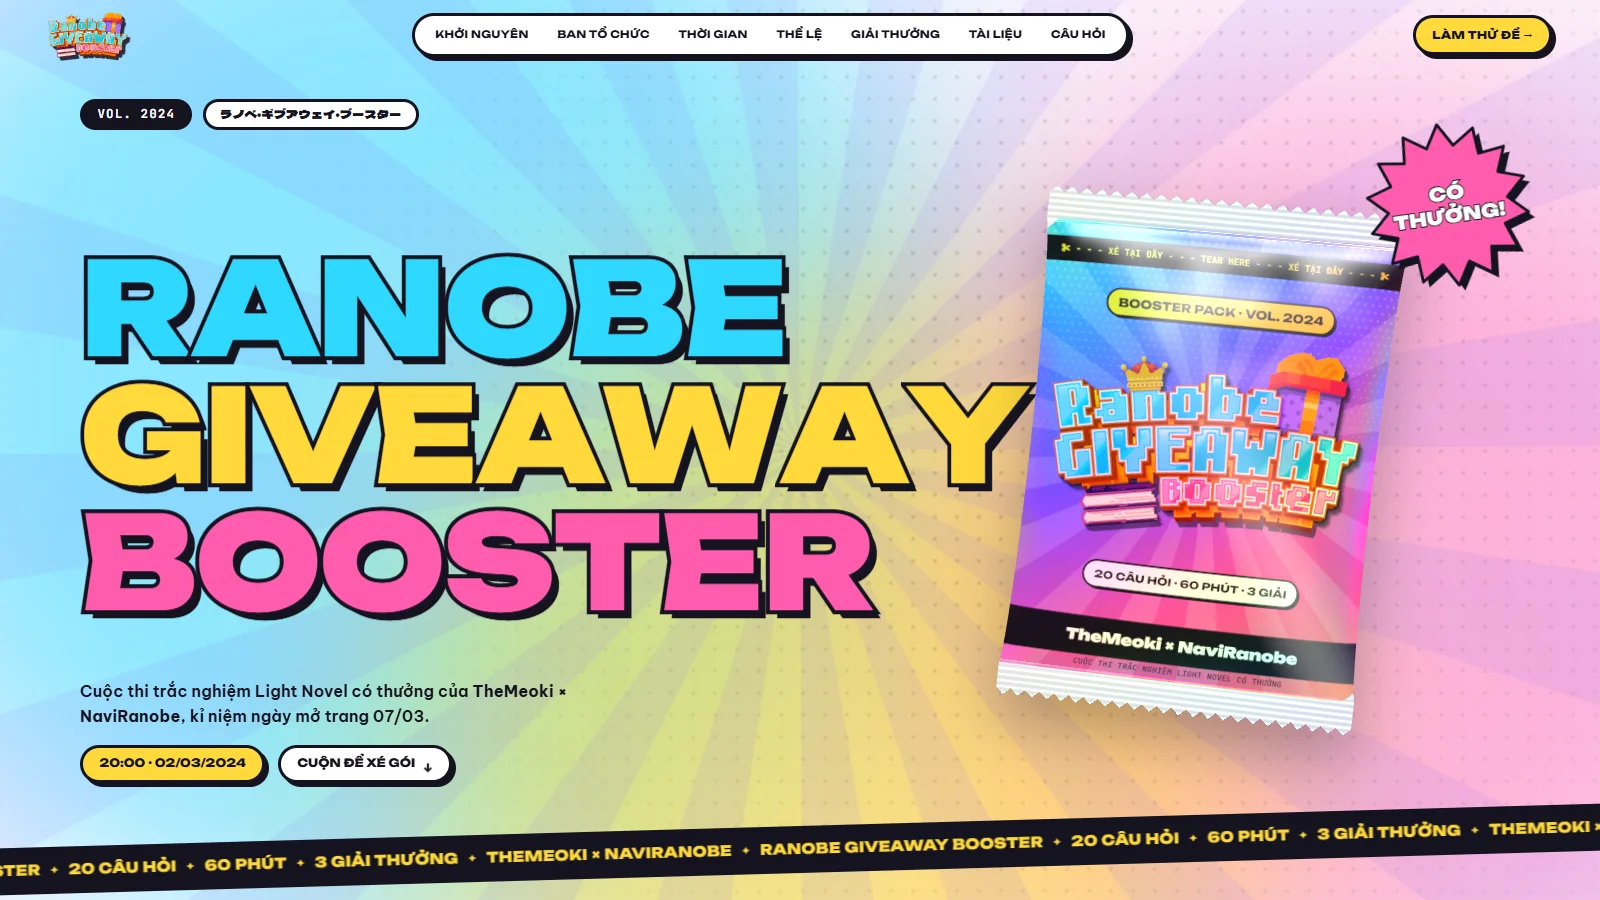 Ranobe
GIVEAWAY
Booster
KHỞI NGUYÊN
BAN TỔ CHỨC
THỜI GIAN
THỂ LỆ
GIẢI THƯỞNG
TÀI LIỆU
CÂU HỎI
LÀM THỬ ĐỀ →
VOL. 2024
ラノベ・ギブアウェイ・ブースター
RANOBE
GIVEAWAY
BOOSTER
Cuộc thi trắc nghiệm Light Novel có thưởng của TheMeoki ×
NaviRanobe, kỉ niệm ngày mở trang 07/03.
20:00 · 02/03/2024
CUỘN ĐỂ XÉ GÓI ↓
CÓ
THƯỞNG!
✂ - - - XÉ TẠI ĐÂY - - - TEAR HERE - - - XÉ TẠI ĐÂY - - - ✂
BOOSTER PACK · VOL. 2024
Ranobe
GIVEAWAY
Booster
20 CÂU HỎI · 60 PHÚT · 3 GIẢI
TheMeoki × NaviRanobe
CUỘC THI TRẮC NGHIỆM LIGHT NOVEL CÓ THƯỞNG
STER ✦ 20 CÂU HỎI ✦ 60 PHÚT ✦ 3 GIẢI THƯỞNG ✦ THEMEOKI × NAVIRANOBE ✦ RANOBE GIVEAWAY BOOSTER ✦ 20 CÂU HỎI ✦ 60 PHÚT ✦ 3 GIẢI THƯỞNG ✦ THEMEOKI ×